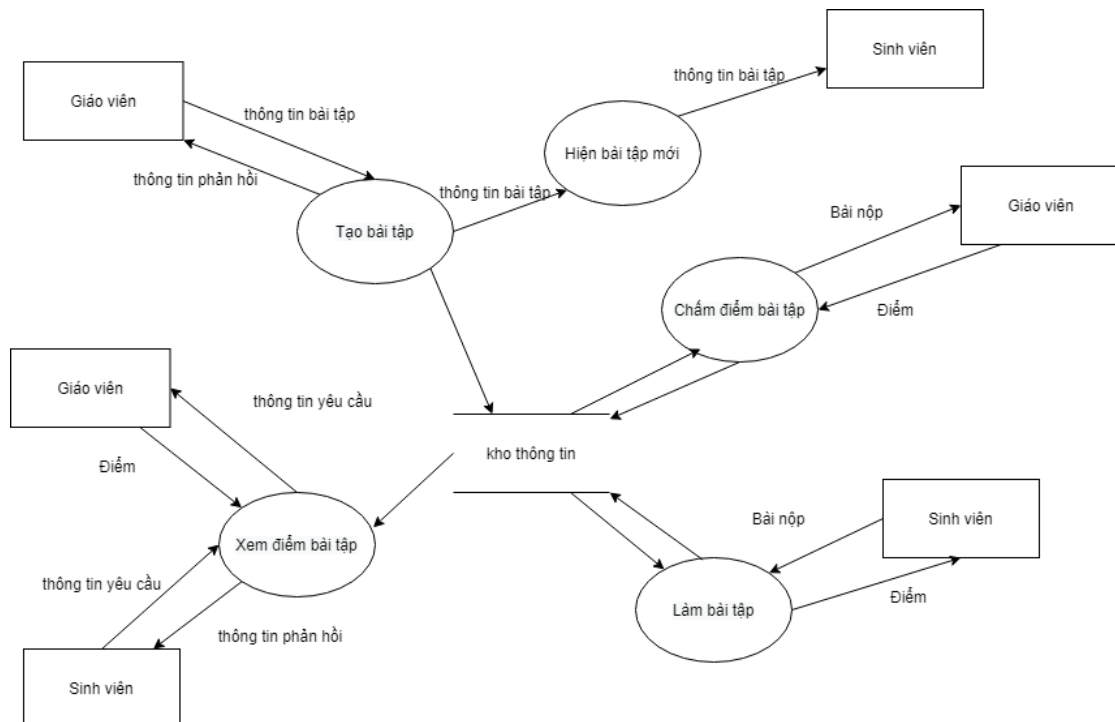 Sinh viên
thông tin bài tập
Giáo viên
thông tin bài tập
Hiện bài tập mới
thông tin phản hồi
thông tin bài tập
Tạo bài tập
Bài nộp
Giáo viên
Chấm điểm bài tập
Điểm
Giáo viên
thông tin yêu cầu
kho thông tin
Điểm
Bài nộp
Sinh viên
Xem điểm bài tập
thông tin yêu cầu
Điểm
Làm bài tập
thông tin phản hồi
Sinh viên